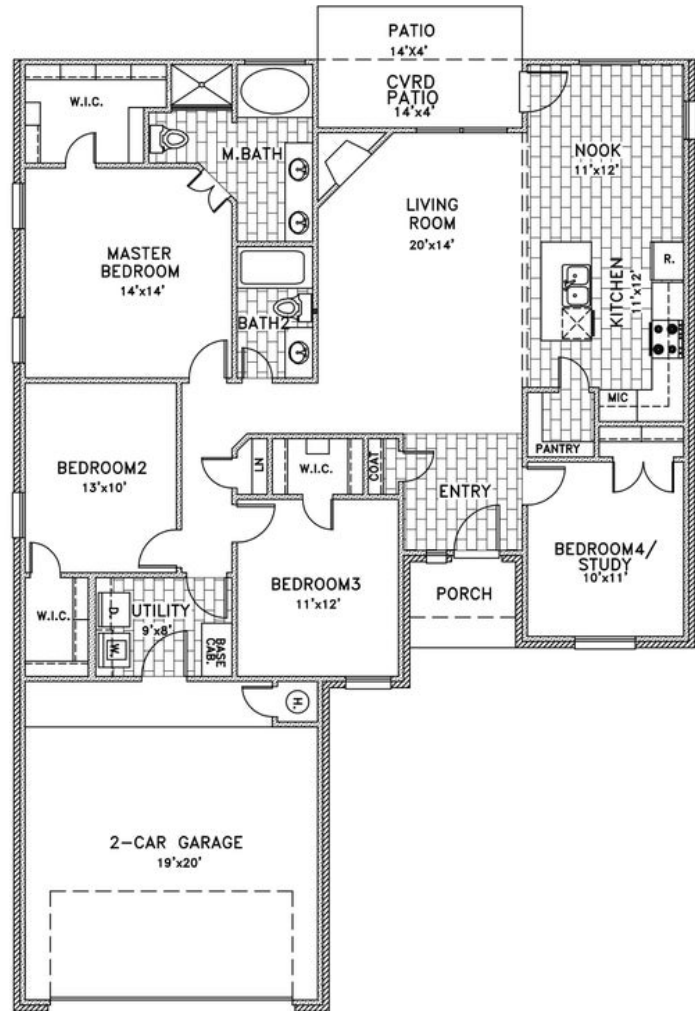 PATIO
14'X4'
CVRD
PATIO
14'x4'
W.I.C.
M.BATH
NOOK
11'x12'
LIVING
ROOM
20'x14'
MASTER
BEDROOM
14'x14'
R.
KITCHEN
11'x12'
BATH2
MIC
PANTRY
BEDROOM2
13'x10'
LN
W.I.C.
COAT
ENTRY
BEDROOM4/
STUDY
10'x11'
BEDROOM3
11'x12'
PORCH
W.I.C.
D.
W.
UTILITY
9'x8'
BASE
CAB.
H.
2-CAR GARAGE
19'x20'